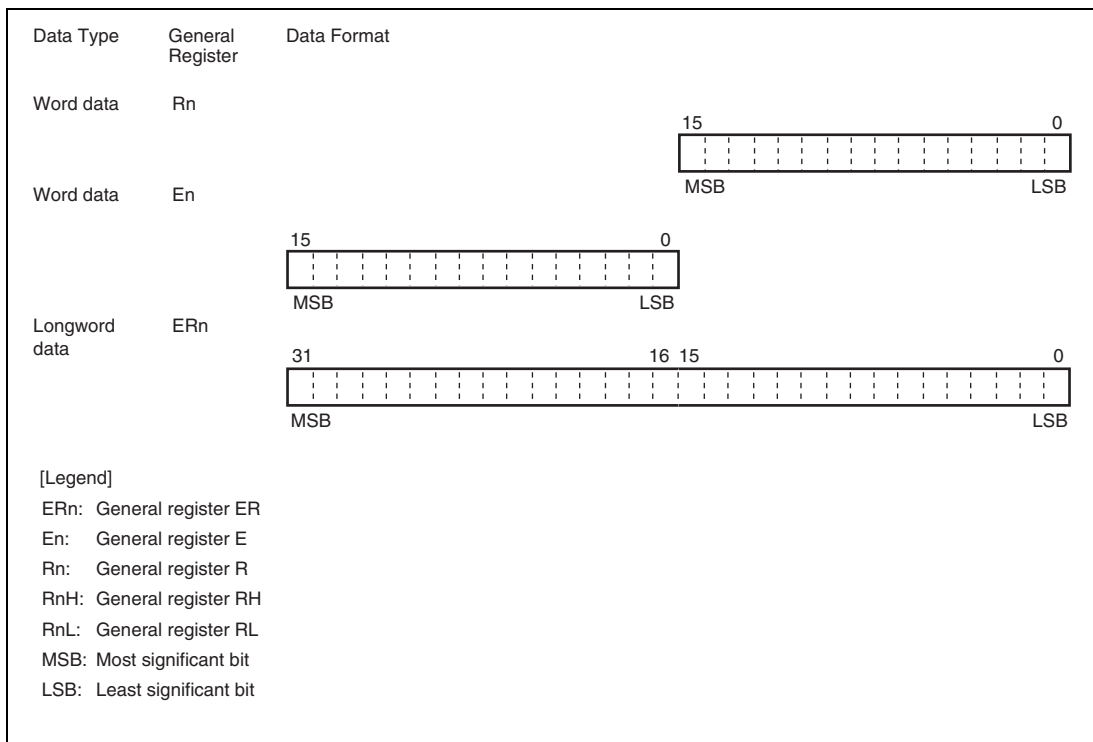 Data Type General Register Data Format
Word data Rn
15 0
MSB LSB
Word data En
15 0
MSB LSB
Longword data ERn
31 16 15 0
MSB LSB
[Legend]
ERn: General register ER
En: General register E
Rn: General register R
RnH: General register RH
RnL: General register RL
MSB: Most significant bit
LSB: Least significant bit